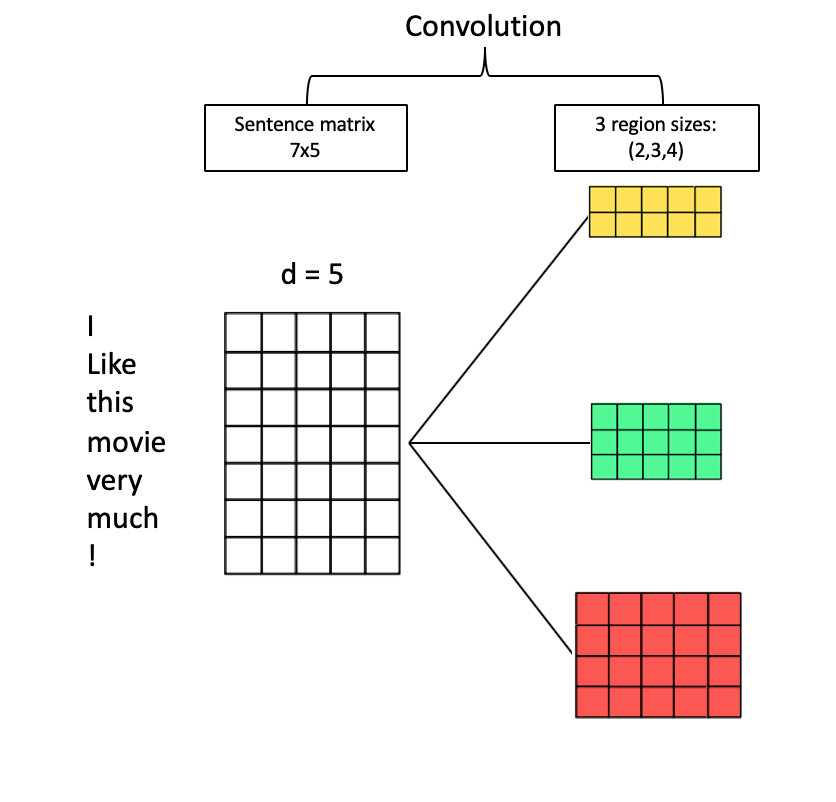 Convolution
Sentence matrix
7x5
3 region sizes:
(2,3,4)
d = 5
I
Like
this
movie
very
much
!